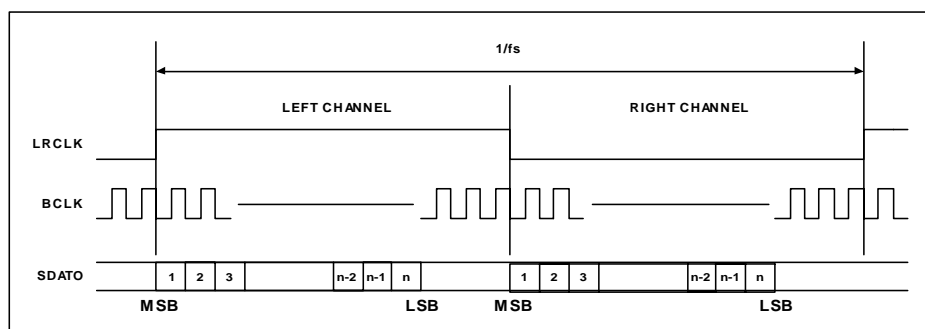 1/fs
LEFT CHANNEL RIGHT CHANNEL
LRCLK
BCLK
SDATO 1 2 3 n-2 n-1 n 1 2 3 n-2 n-1 n
MSB LSB MSB LSB